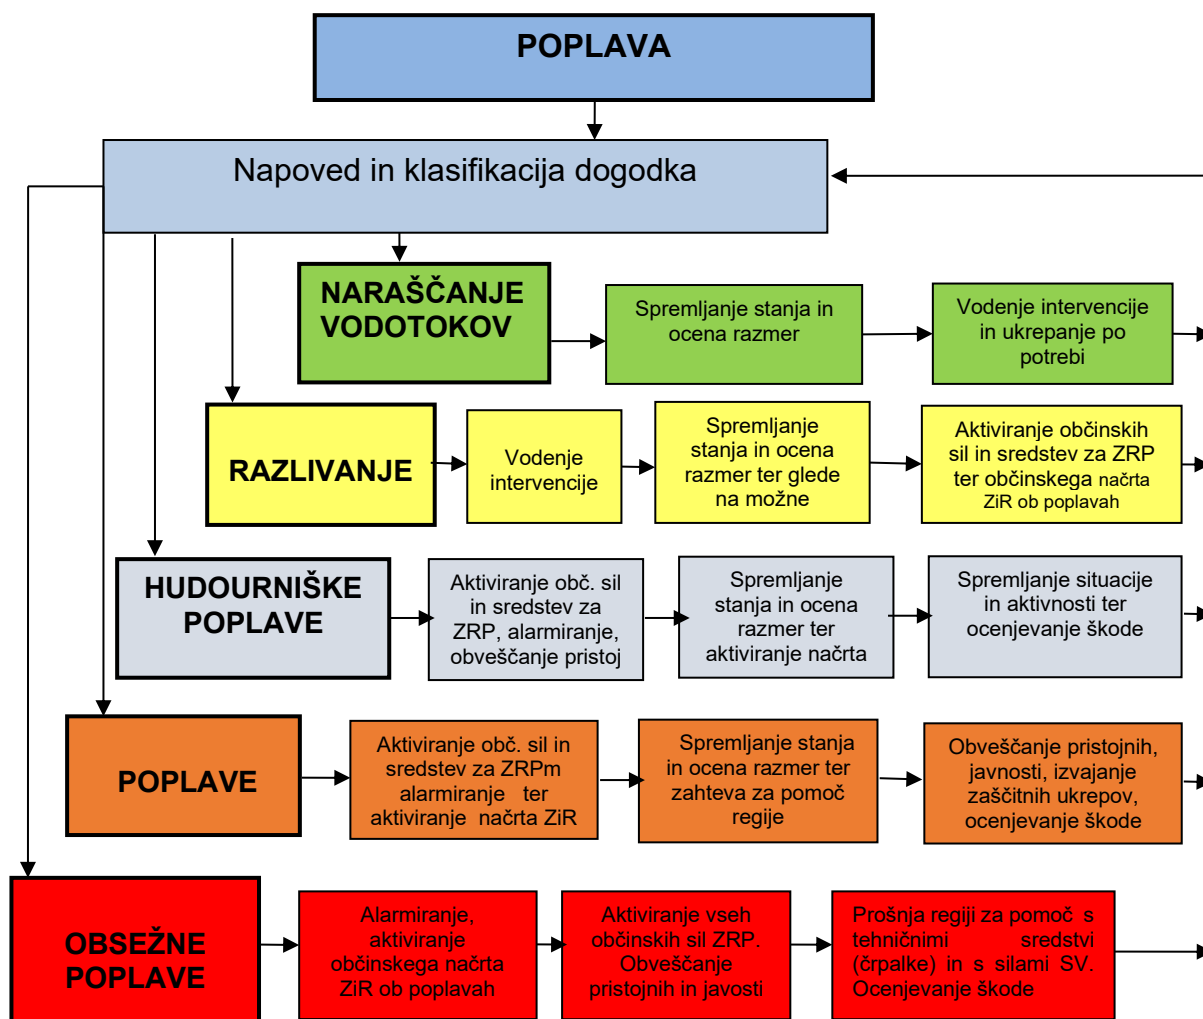 POPLAVA
Napoved in klasifikacija dogodka
NARAŠČANJE
VODOTOKOV
Spremljanje stanja in
ocena razmer
Vodenje intervencije
in ukrepanje po
potrebi
RAZLIVANJE
Vodenje
intervencije
Spremljanje
stanja in ocena
razmer ter glede
na možne
Aktiviranje občinskih
sil in sredstev za ZRP
ter občinskega načrta
ZiR ob poplavah
HUDOURNIŠKE
POPLAVE
Aktiviranje obč. sil
in sredstev za
ZRP, alarmiranje,
obveščanje pristoj
Spremljanje
stanja in ocena
razmer ter
aktiviranje načrta
Spremljanje situacije
in aktivnosti ter
ocenjevanje škode
POPLAVE
Aktiviranje obč. sil in
sredstev za ZRPm
alarmiranje ter
aktiviranje načrta ZiR
Spremljanje stanja
in ocena razmer ter
zahteva za pomoč
regije
Obveščanje pristojnih,
javnosti, izvajanje
zaščitnih ukrepov,
ocenjevanje škode
OBSEŽNE
POPLAVE
Alarmiranje,
aktiviranje
občinskega načrta
ZiR ob poplavah
Aktiviranje vseh
občinskih sil ZRP.
Obveščanje
pristojnih in javosti
Prošnja regiji za pomoč s
tehničnimi sredstvi
(črpalke) in s silami SV.
Ocenjevanje škode